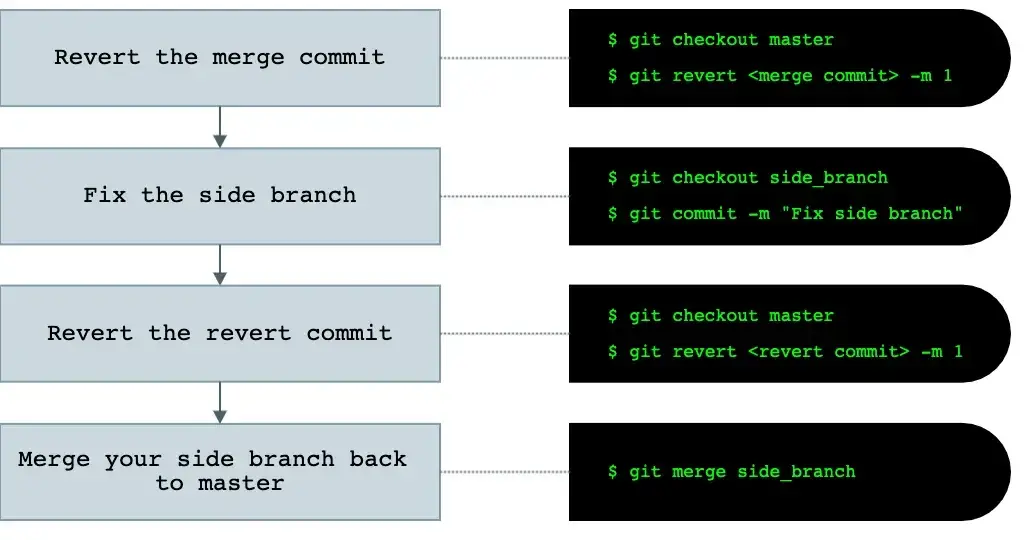 Revert the merge commit
$ git checkout master
$ git revert <merge commit> -m 1
Fix the side branch
$ git checkout side_branch
$ git commit -m "Fix side branch"
Revert the revert commit
$ git checkout master
$ git revert <revert commit> -m 1
Merge your side branch back
to master
$ git merge side_branch